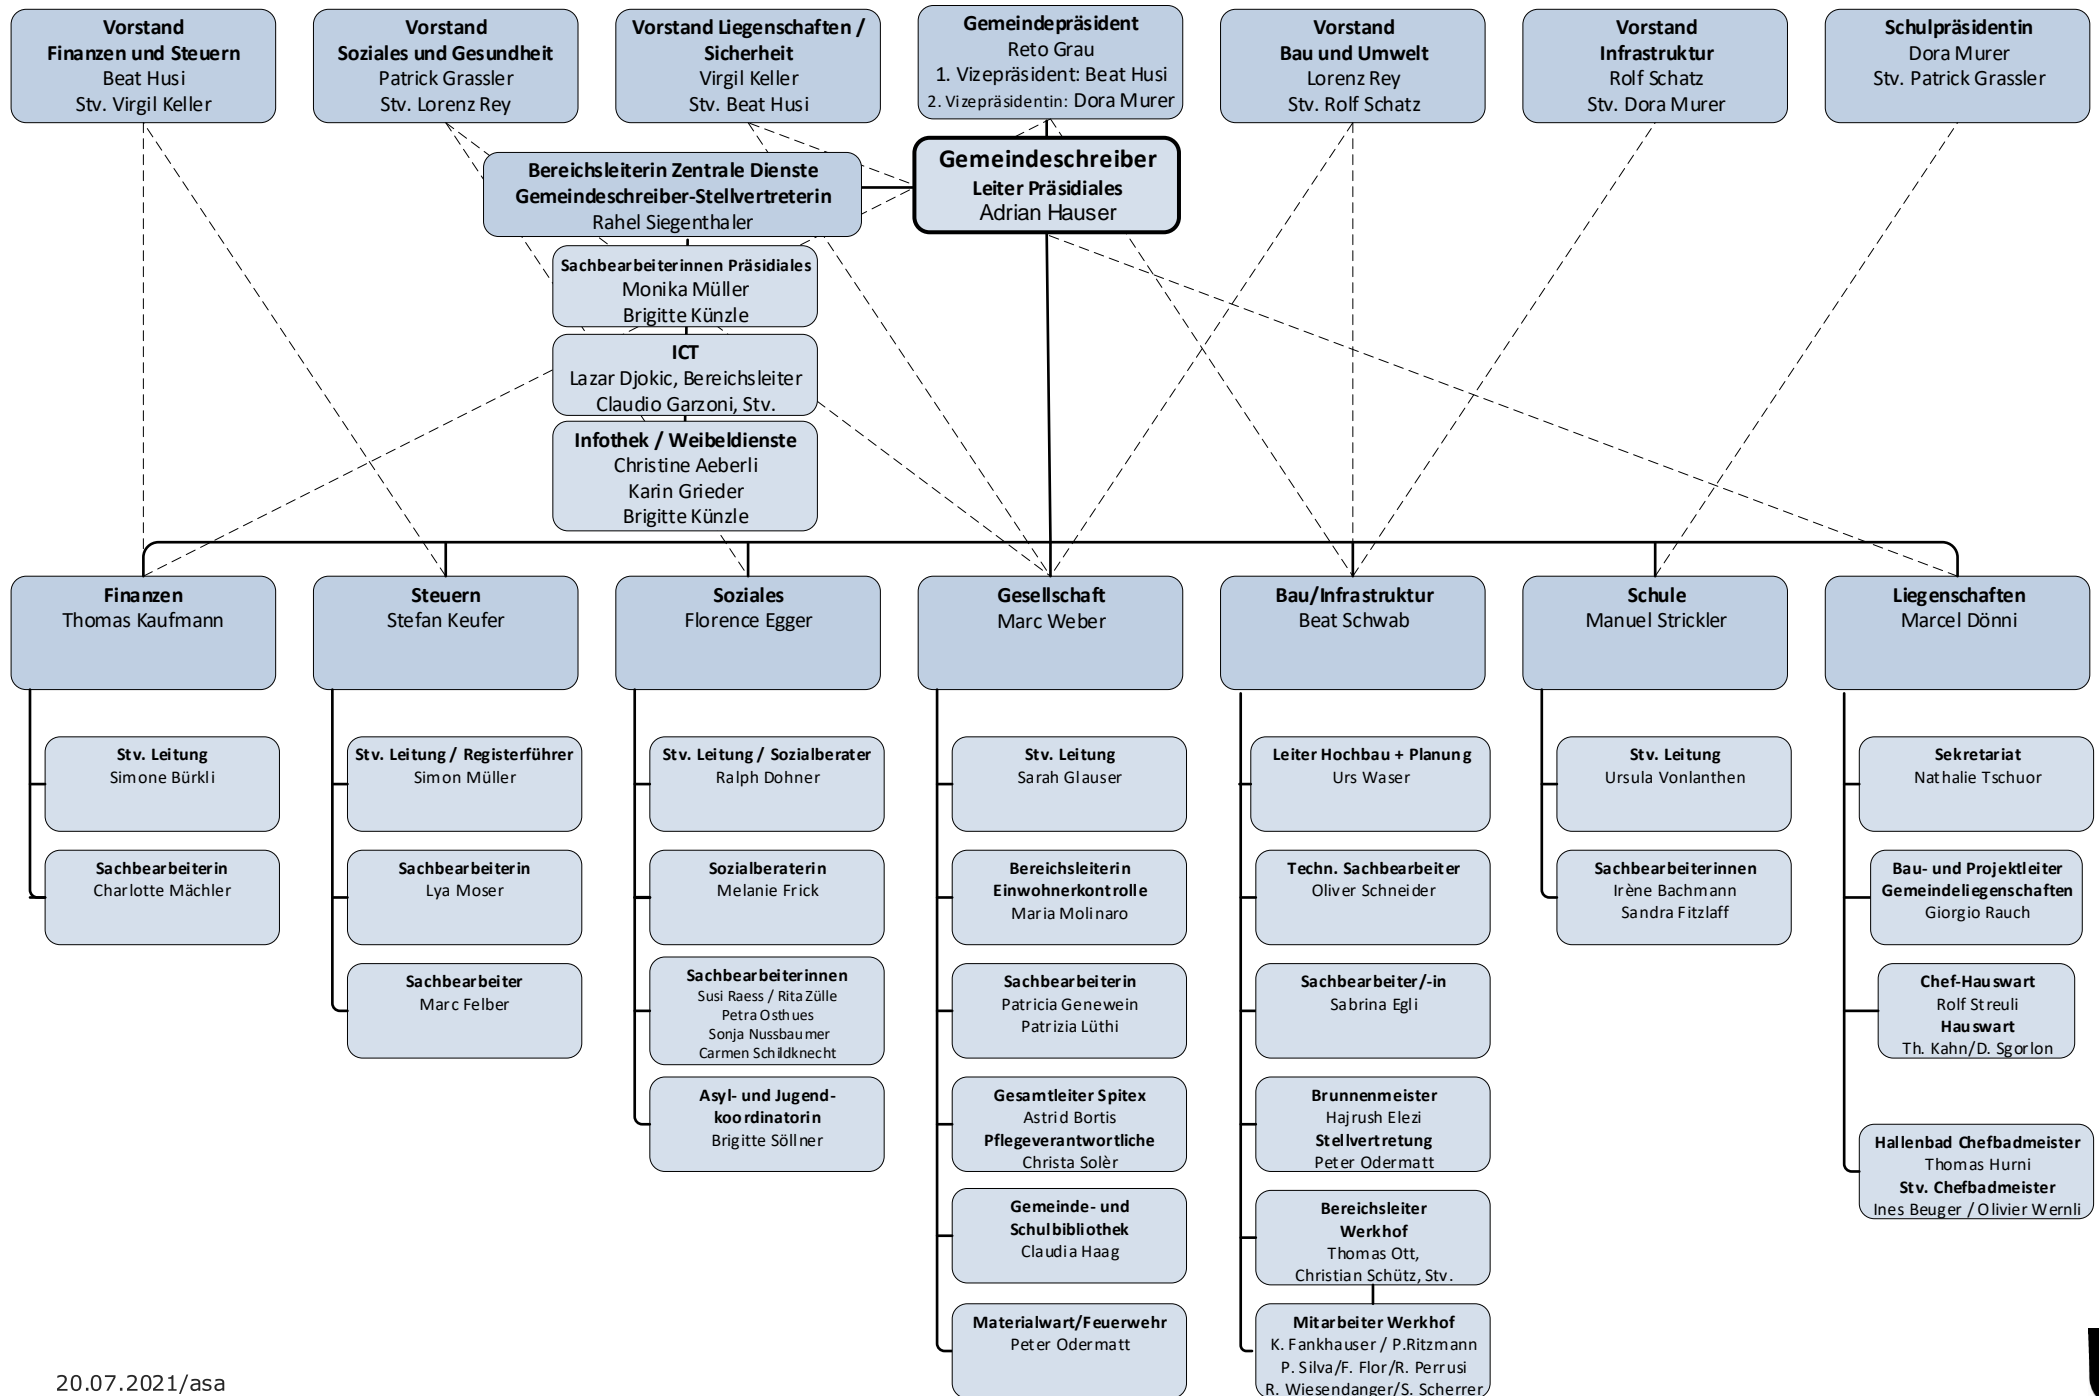 Vorstand
Finanzen und Steuern
Beat Husi
Stv. Virgil Keller
Vorstand
Soziales und Gesundheit
Patrick Grassler
Stv. Lorenz Rey
Vorstand Liegenschaften /
Sicherheit
Virgil Keller
Stv. Beat Husi
Gemeindepräsident
Reto Grau
1. Vizepräsident: Beat Husi
2. Vizepräsidentin: Dora Murer
Vorstand
Bau und Umwelt
Lorenz Rey
Stv. Rolf Schatz
Vorstand
Infrastruktur
Rolf Schatz
Stv. Dora Murer
Schulpräsidentin
Dora Murer
Stv. Patrick Grassler
Gemeindeschreiber
Leiter Präsidiales
Adrian Hauser
Bereichsleiterin Zentrale Dienste
Gemeindeschreiber-Stellvertreterin
Rahel Siegenthaler
Sachbearbeiterinnen Präsidiales
Monika Müller
Brigitte Künzle
ICT
Lazar Djokic, Bereichsleiter
Claudio Garzoni, Stv.
Infothek / Weibeldienste
Christine Aeberli
Karin Grieder
Brigitte Künzle
Finanzen
Thomas Kaufmann
Steuern
Stefan Keufer
Soziales
Florence Egger
Gesellschaft
Marc Weber
Bau/Infrastruktur
Beat Schwab
Schule
Manuel Strickler
Liegenschaften
Marcel Dönni
Stv. Leitung
Simone Bürkli
Sachbearbeiterin
Charlotte Mächler
Stv. Leitung / Registerführer
Simon Müller
Sachbearbeiterin
Lya Moser
Sachbearbeiter
Marc Felber
Stv. Leitung / Sozialberater
Ralph Dohner
Sozialberaterin
Melanie Frick
Sachbearbeiterinnen
Susi Raess / Rita Zülle
Petra Osthues
Sonja Nussbaumer
Carmen Schildknecht
Asyl- und Jugend-
koordinatorin
Brigitte Söllner
Stv. Leitung
Sarah Glauser
Bereichsleiterin
Einwohnerkontrolle
Maria Molinaro
Sachbearbeiterin
Patricia Genewein
Patrizia Lüthi
Gesamtleiter Spitex
Astrid Bortis
Pflegeverantwortliche
Christa Solèr
Gemeinde- und
Schulbibliothek
Claudia Haag
Materialwart/Feuerwehr
Peter Odermatt
Leiter Hochbau + Planung
Urs Waser
Techn. Sachbearbeiter
Oliver Schneider
Sachbearbeiter/-in
Sabrina Egli
Brunnenmeister
Hajrush Elezi
Stellvertretung
Peter Odermatt
Bereichsleiter
Werkhof
Thomas Ott,
Christian Schütz, Stv.
Mitarbeiter Werkhof
K. Fankhauser / P.Ritzmann
P. Silva/F. Flor/R. Perrusi
R. Wiesendanger/S. Scherrer
Stv. Leitung
Ursula Vonlanthen
Sachbearbeiterinnen
Irène Bachmann
Sandra Fitzlaff
Sekretariat
Nathalie Tschuor
Bau- und Projektleiter
Gemeindeliegenschaften
Giorgio Rauch
Chef-Hauswart
Rolf Streuli
Hauswart
Th. Kahn/D. Sgorlon
Hallenbad Chefbadmeister
Thomas Hurni
Stv. Chefbadmeister
Ines Beuger / Olivier Wernli
20.07.2021/asa